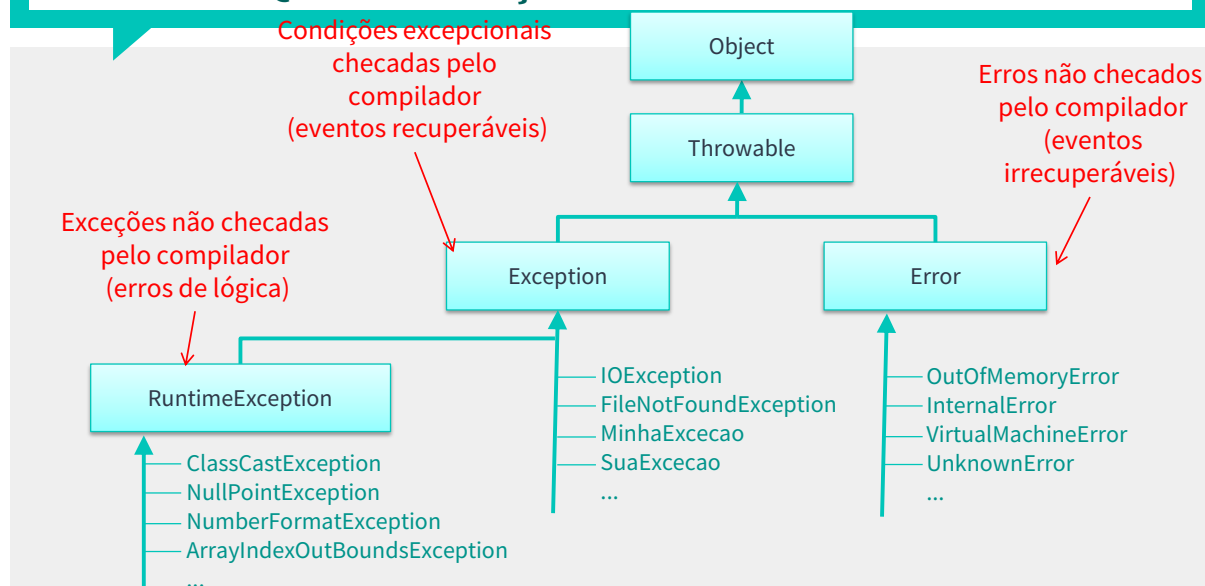 Condições excepcionais
checadas pelo
compilador
(eventos recuperáveis)
Object
Erros não checados
pelo compilador
(eventos
irrecuperáveis)
Throwable
Exceções não checadas
pelo compilador
(erros de lógica)
Exception
Error
RuntimeException
IOException
FileNotFoundException
MinhaExcecao
SuaExcecao
...
OutOfMemoryError
InternalError
VirtualMachineError
UnknownError
...
ClassCastException
NullPointException
NumberFormatException
ArrayIndexOutBoundsException
...